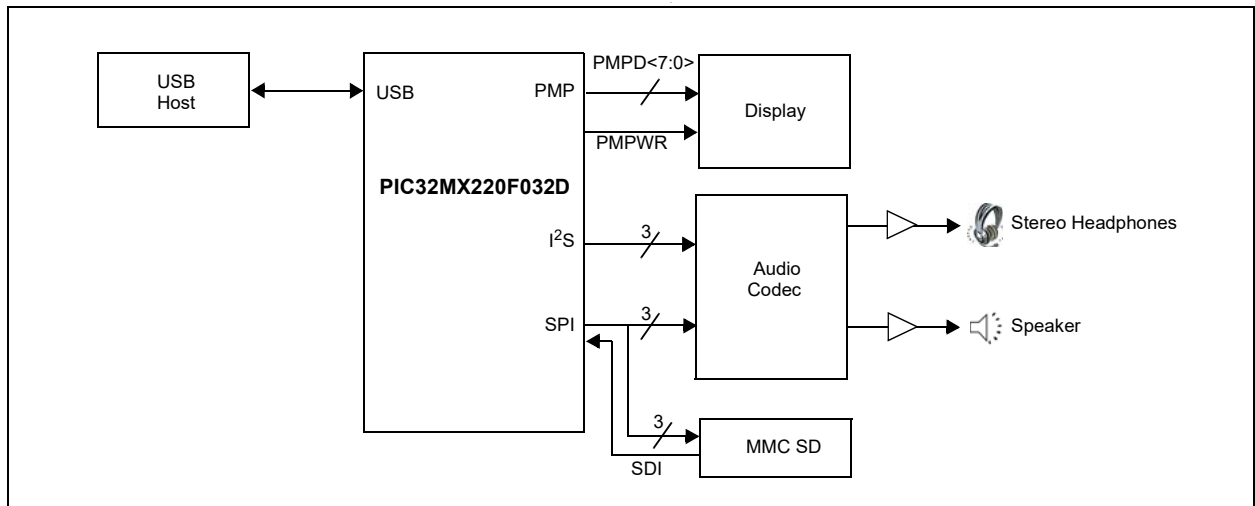 USB
Host
USB
PMP
PMPD<7:0>
PMPWR
Display
PIC32MX220F032D
I²S
3
SPI
3
Audio
Codec
Stereo Headphones
Speaker
3
SDI
MMC SD